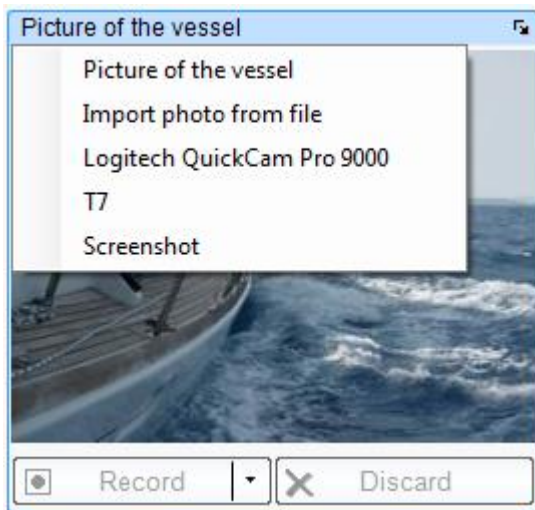 Picture of the vessel
Picture of the vessel
Import photo from file
Logitech QuickCam Pro 9000
T7
Screenshot
Record
Discard